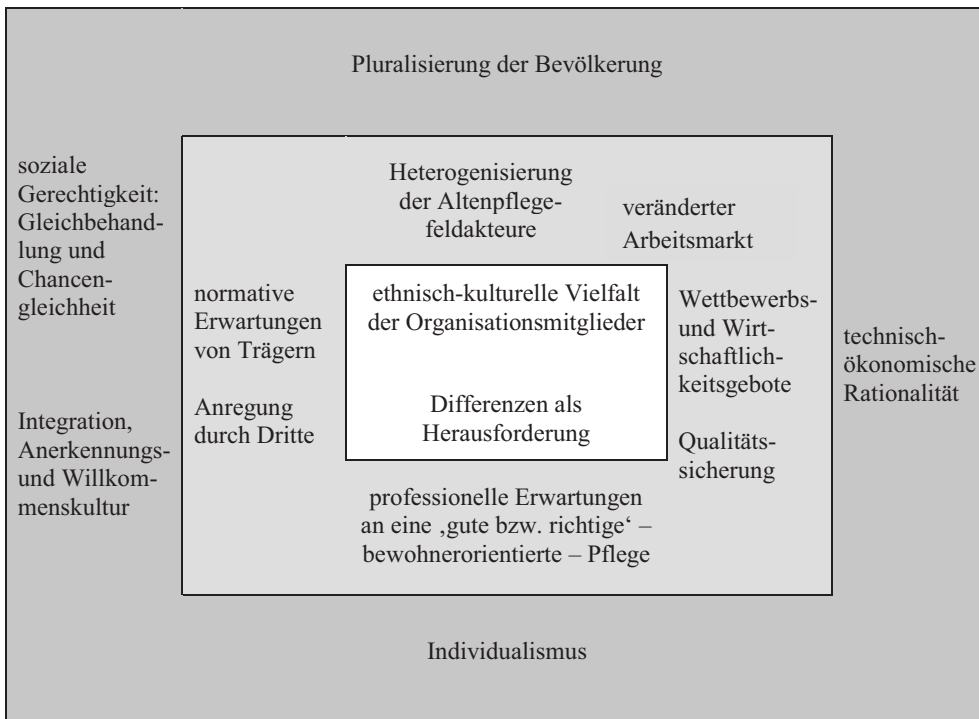 Pluralisierung der Bevölkerung
soziale
Gerechtigkeit:
Gleichbehand-
lung und
Chancen-
gleichheit
Integration,
Anerkennungs-
und Willkom-
menskultur
Heterogenisierung
der Altenpflege-
feldakteure
veränderter
Arbeitsmarkt
normative
Erwartungen
von Trägern
Anregung
durch Dritte
ethnisch-kulturelle Vielfalt
der Organisationsmitglieder
Differenzen als
Herausforderung
Wettbewerbs-
und Wirt-
schaftlich-
keitsgebote
Qualitäts-
sicherung
professionelle Erwartungen
an eine ‚gute bzw. richtige‘ –
bewohnerorientierte – Pflege
technisch-
ökonomische
Rationalität
Individualismus